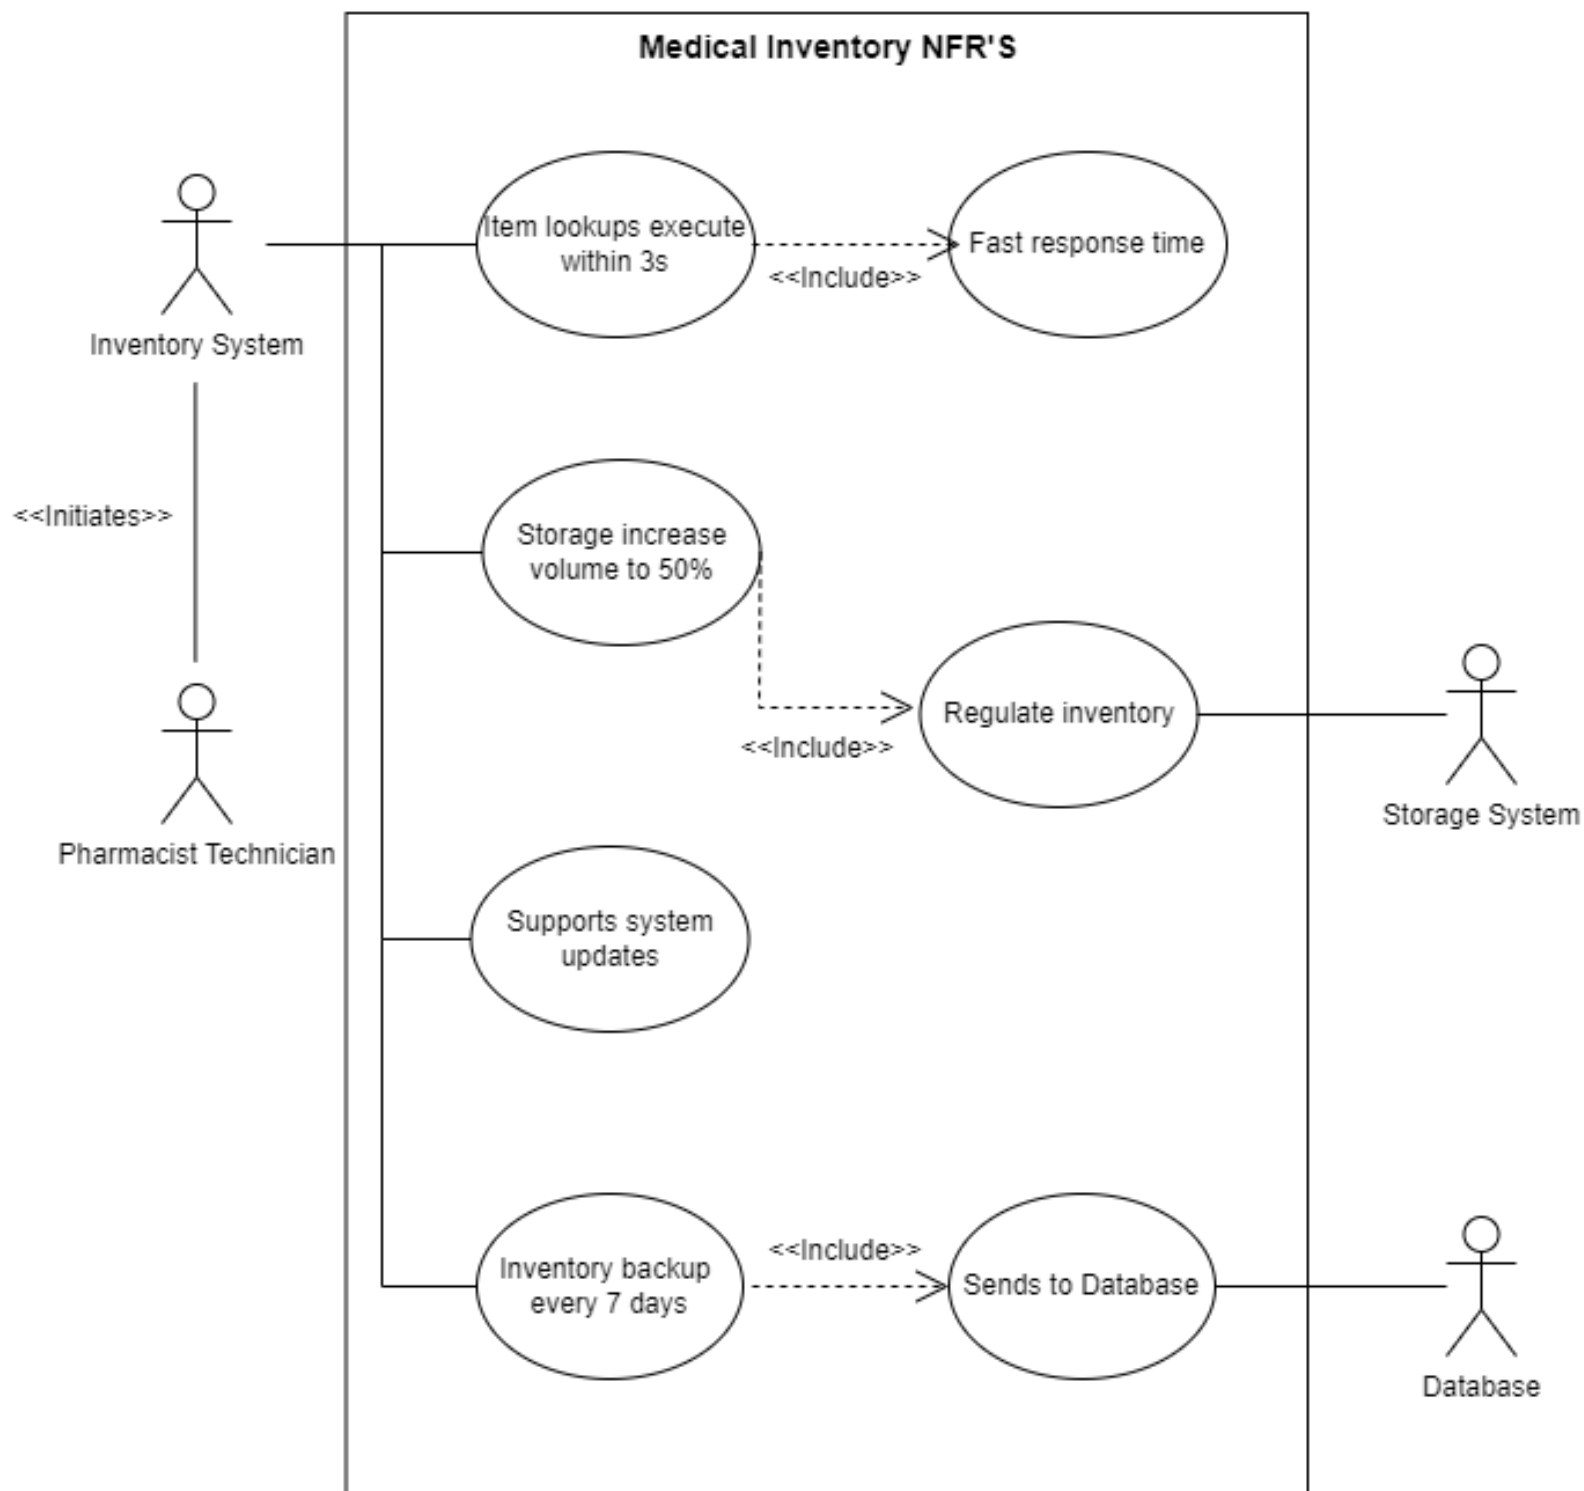 Medical Inventory NFR'S
Item lookups execute
within 3s
<<Include>>
Fast response time
Inventory System
<<Initiates>>
Storage increase
volume to 50%
<<Include>>
Regulate inventory
Storage System
Pharmacist Technician
Supports system
updates
Inventory backup
every 7 days
<<Include>>
Sends to Database
Database